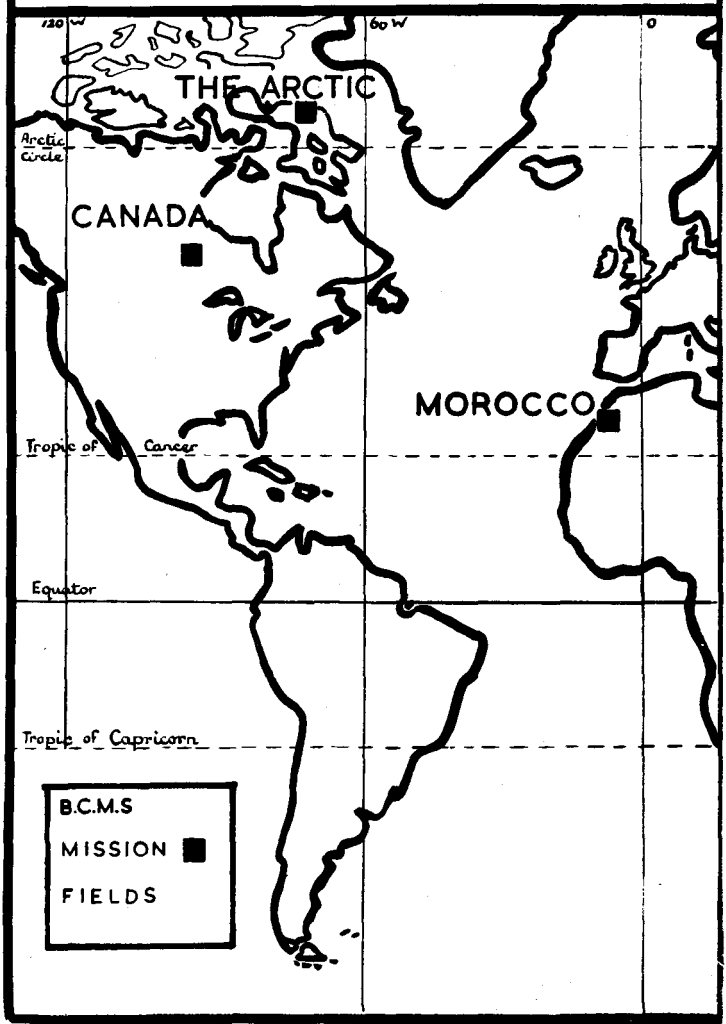 120 W 60 W 0
THE ARCTIC
Arctic
Circle
CANADA
MOROCCO
Tropic of Cancer
Equator
Tropic of Capricorn
B.C.M.S
MISSION
FIELDS